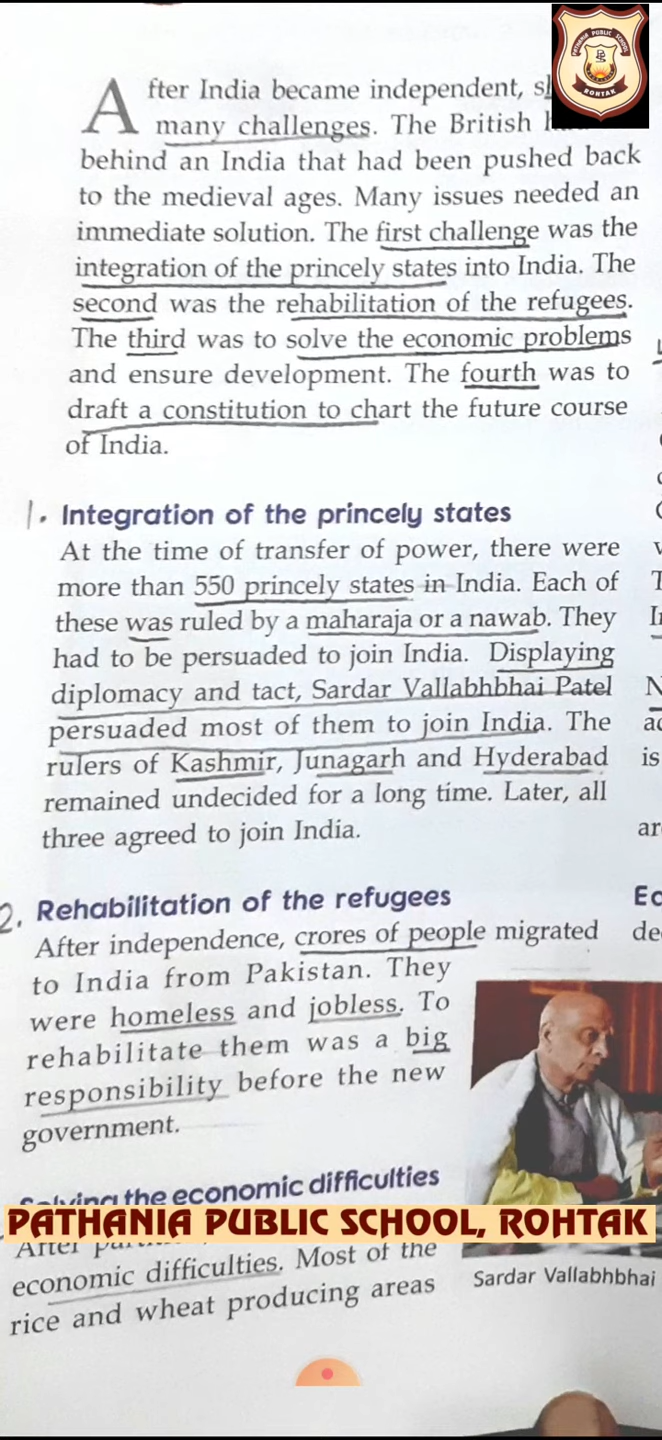 PATHANIA PUBLIC SCHOOL
ROHTAK
After India became independent,
many challenges. The British
behind an India that had been pushed back
to the medieval ages. Many issues needed an
immediate solution. The first challenge was the
integration of the princely states into India. The
second was the rehabilitation of the refugees.
The third was to solve the economic problems
and ensure development. The fourth was to
draft a constitution to chart the future course
of India.
1. Integration of the princely states
At the time of transfer of power, there were
more than 550 princely states in India. Each of
these was ruled by a maharaja or a nawab. They
had to be persuaded to join India. Displaying
diplomacy and tact, Sardar Vallabhbhai Patel
persuaded most of them to join India. The
rulers of Kashmir, Junagarh and Hyderabad
remained undecided for a long time. Later, all
three agreed to join India.
2. Rehabilitation of the refugees
After independence, crores of people migrated
to India from Pakistan. They
were homeless and jobless. To
rehabilitate them was a big
responsibility before the new
government.
Solving the economic difficulties
PATHANIA PUBLIC SCHOOL, ROHTAK
After
economic difficulties. Most of the
rice and wheat producing areas
Sardar Vallabhbhai